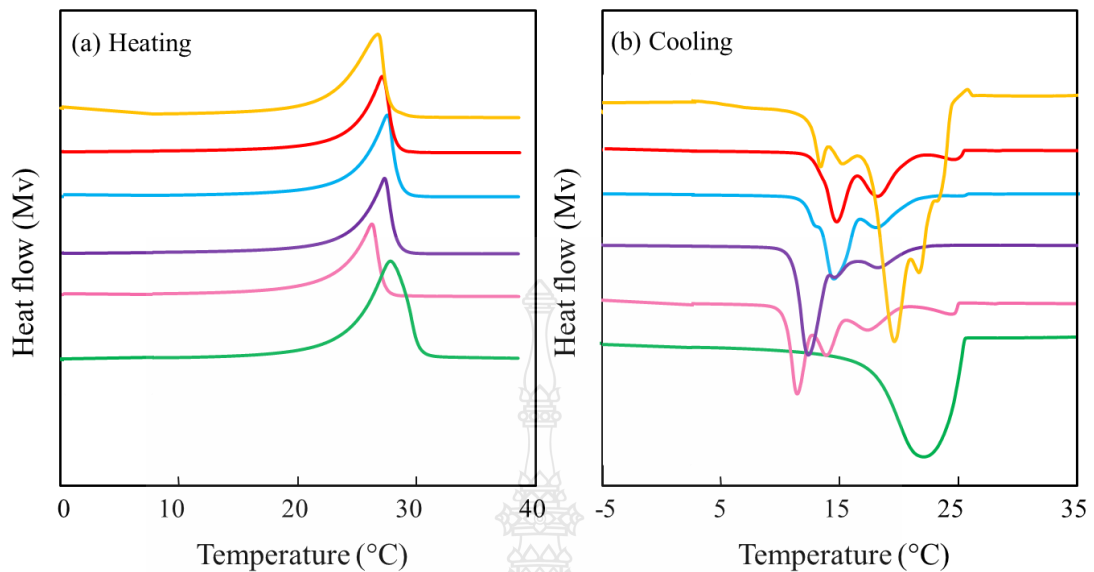 (a) Heating
Heat flow (Mv)
0 10 20 30 40
Temperature (°C)
(b) Cooling
Heat flow (Mv)
-5 5 15 25 35
Temperature (°C)